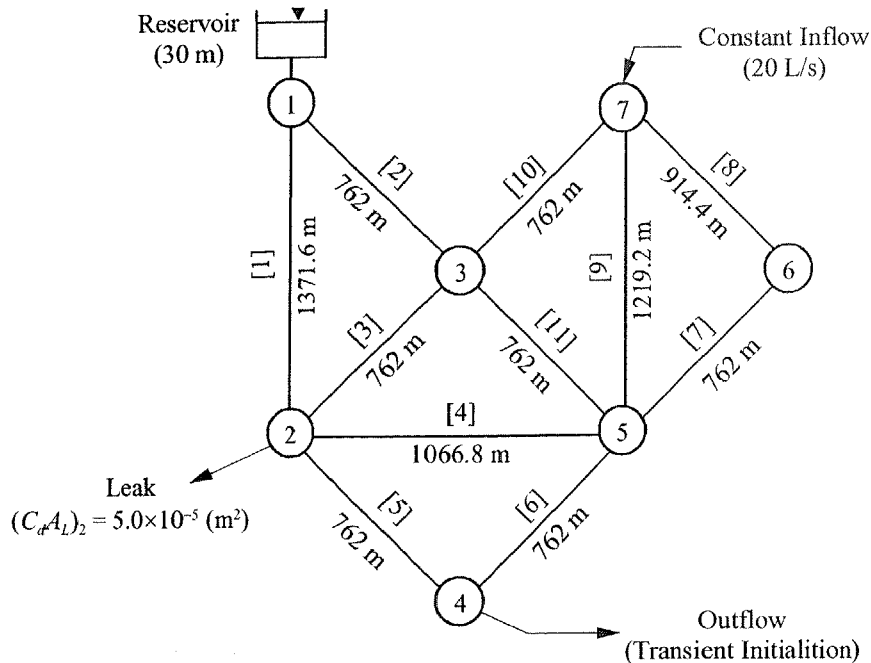 Reservoir
(30 m)
Constant Inflow
(20 L/s)
1
7
[2]
762 m
[10]
762 m
[8]
914.4 m
[1]
1371.6 m
3
[9]
1219.2 m
6
[3]
762 m
[11]
762 m
[7]
762 m
2
[4]
1066.8 m
5
Leak
(CdAL)2 = 5.0×10–5 (m2)
[5]
762 m
[6]
762 m
4
Outflow
(Transient Initialition)